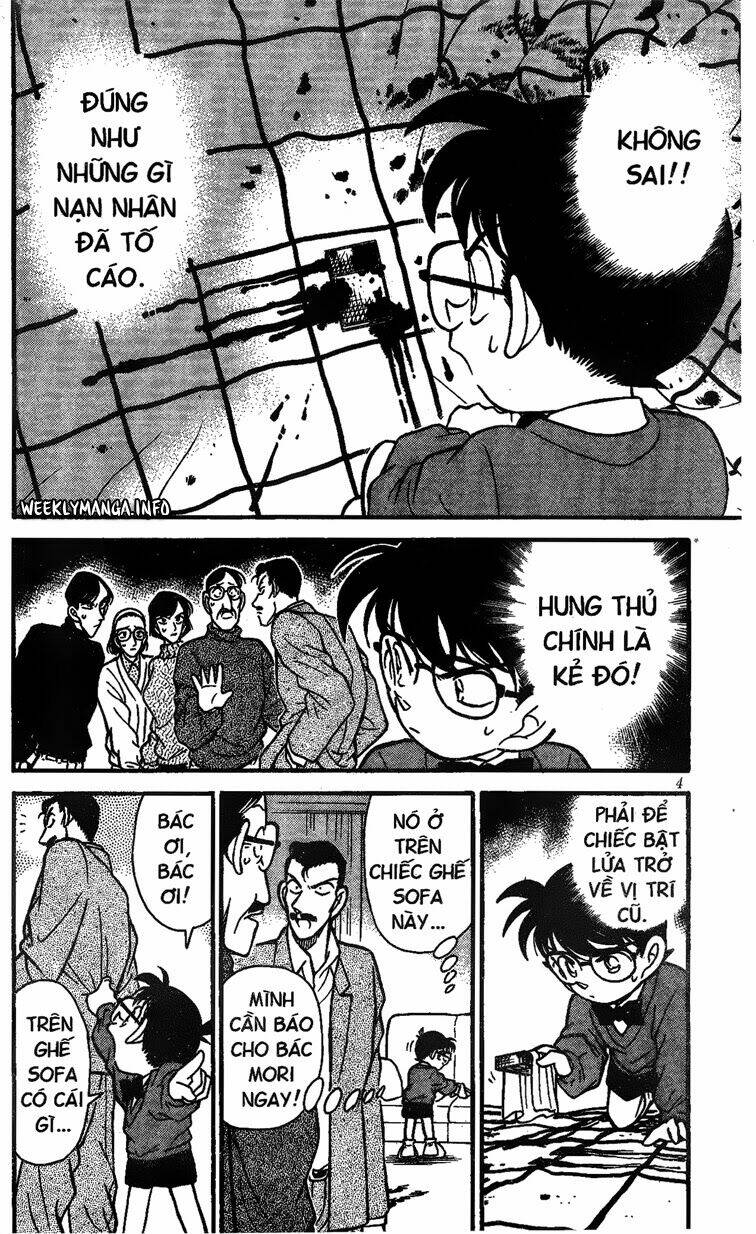 KHÔNG
SAI!!
ĐÚNG
NHƯ
NHỮNG GÌ
NẠN NHÂN
ĐÃ TỐ
CÁO.
WEEKLYMANGA.INFO
HUNG THỦ
CHÍNH LÀ
KẺ ĐÓ!
4
PHẢI ĐỂ
CHIẾC BẬT
LỬA TRỞ
VỀ VỊ TRÍ
CŨ.
NÓ Ở
TRÊN
CHIẾC GHẾ
SOFA
NÀY...
MÌNH
CẦN BÁO
CHO BÁC
MORI
NGAY!
BÁC
ƠI,
BÁC
ƠI!
TRÊN
GHẾ
SOFA
CÓ CÁI
GÌ...